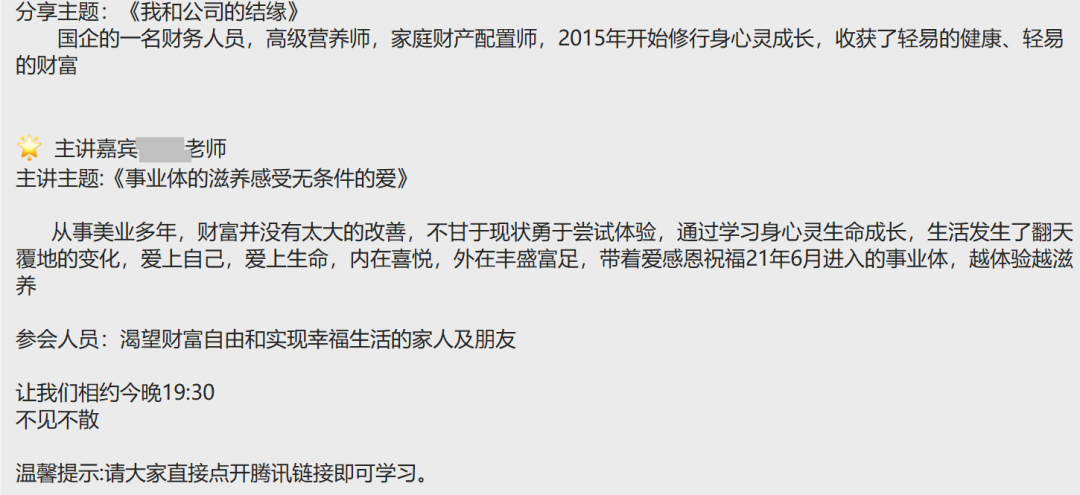 分享主题：《我和公司的结缘》
国企的一名财务人员，高级营养师，家庭财产配置师，2015年开始修行身心灵成长，收获了轻易的健康、轻易
的财富
主讲嘉宾 老师
主讲主题:《事业体的滋养感受无条件的爱》
从事美业多年，财富并没有太大的改善，不甘于现状勇于尝试体验，通过学习身心灵生命成长，生活发生了翻天
覆地的变化，爱上自己，爱上生命，内在喜悦，外在丰盛富足，带着爱感恩祝福21年6月进入的事业体，越体验越滋
养
参会人员：渴望财富自由和实现幸福生活的家人及朋友
让我们相约今晚19:30
不见不散
温馨提示:请大家直接点开腾讯链接即可学习。